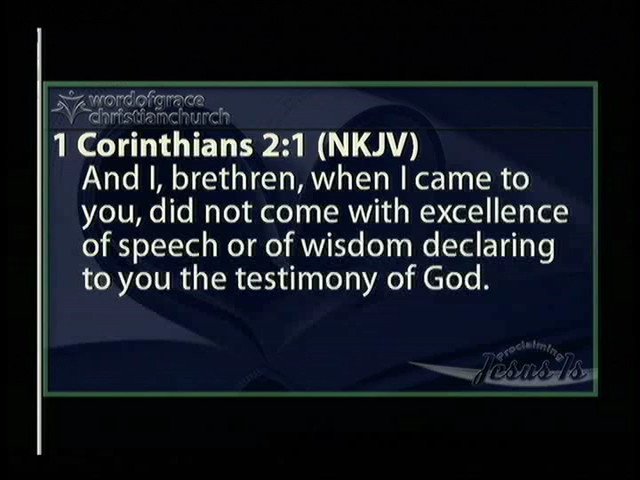 wordofgrace
christianchurch
1 Corinthians 2:1 (NKJV)
And I, brethren, when I came to
you, did not come with excellence
of speech or of wisdom declaring
to you the testimony of God.
Proclaiming
Jesus Is